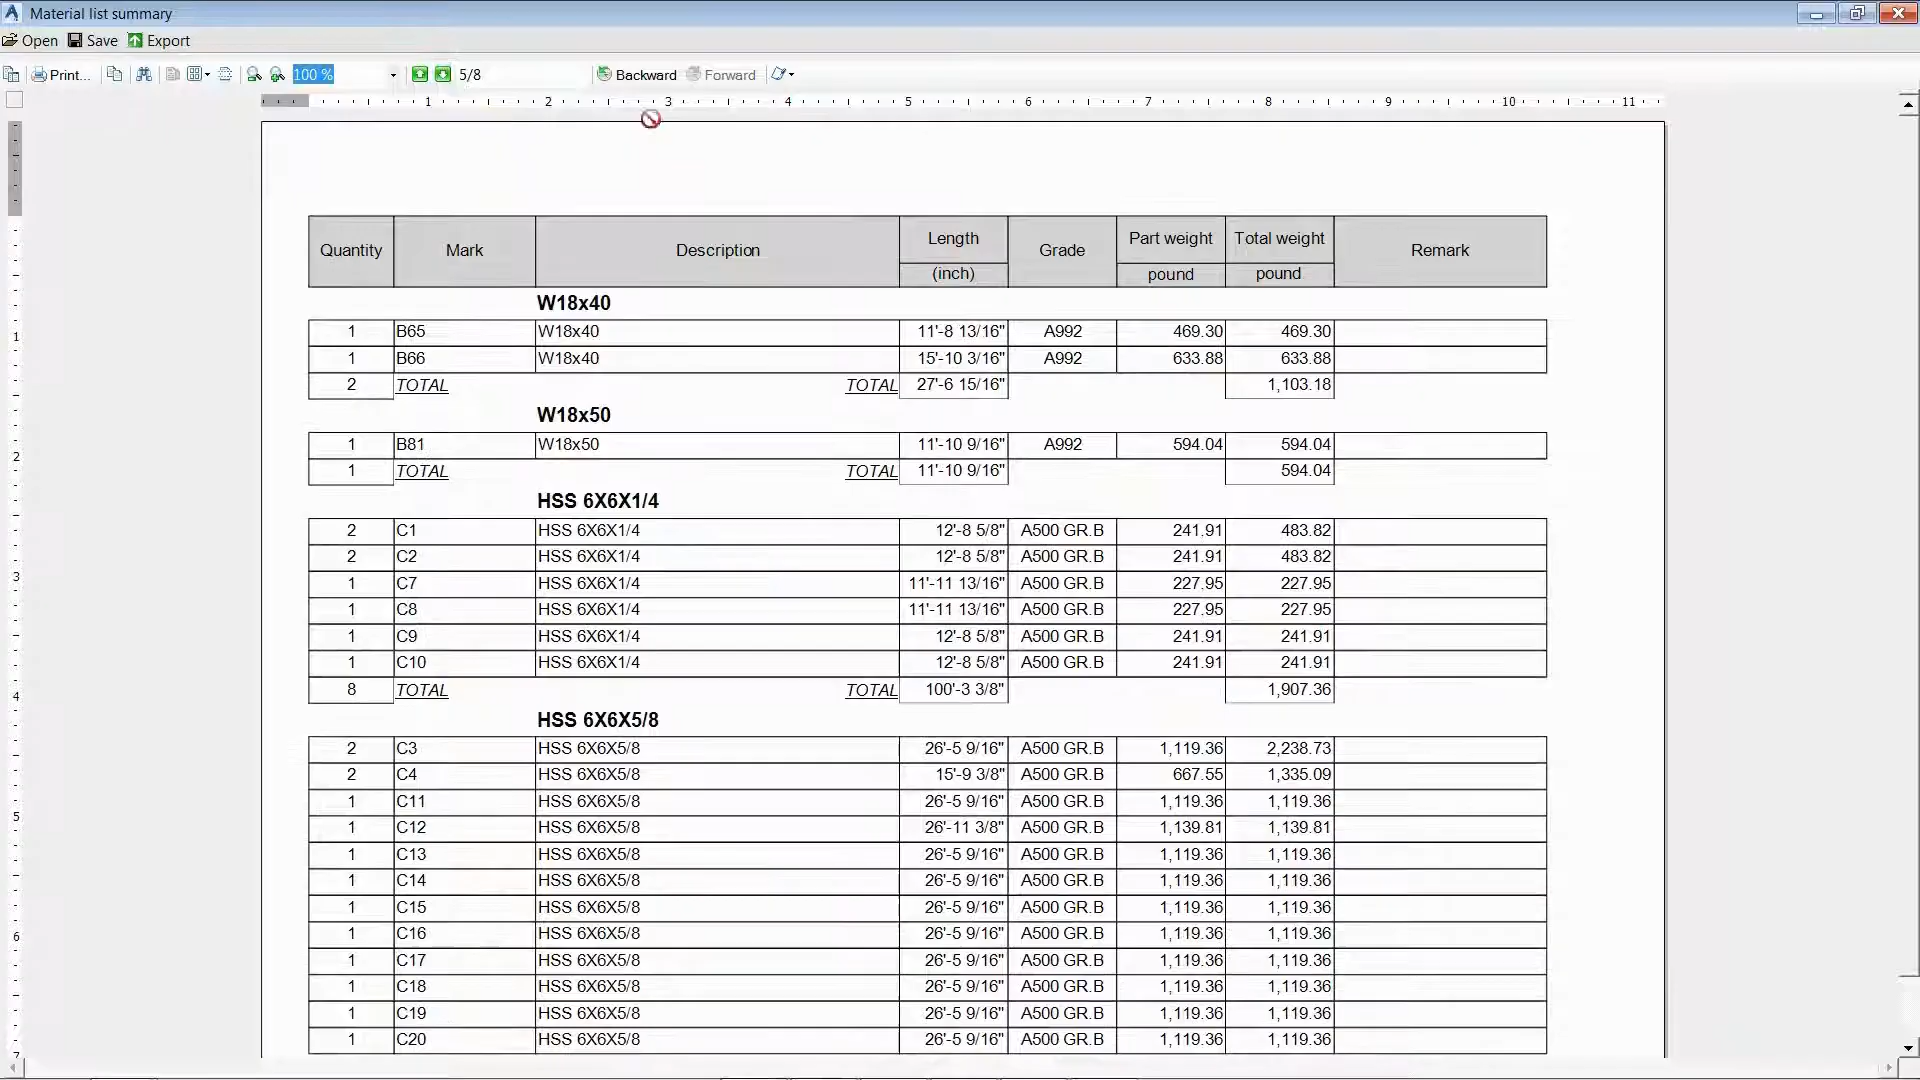 Material list summary
Open Save Export
Print... 100 % 5/8 Backward Forward
1 2 3 4 5 6 7 8 9 10 11
Quantity Mark Description Length (inch) Grade Part weight pound Total weight pound Remark
W18x40
1 B65 W18x40 11'-8 13/16" A992 469.30 469.30
1 B66 W18x40 15'-10 3/16" A992 633.88 633.88
2 TOTAL TOTAL 27'-6 15/16" 1,103.18
W18x50
1 B81 W18x50 11'-10 9/16" A992 594.04 594.04
1 TOTAL TOTAL 11'-10 9/16" 594.04
HSS 6X6X1/4
2 C1 HSS 6X6X1/4 12'-8 5/8" A500 GR.B 241.91 483.82
2 C2 HSS 6X6X1/4 12'-8 5/8" A500 GR.B 241.91 483.82
1 C7 HSS 6X6X1/4 11'-11 13/16" A500 GR.B 227.95 227.95
1 C8 HSS 6X6X1/4 11'-11 13/16" A500 GR.B 227.95 227.95
1 C9 HSS 6X6X1/4 12'-8 5/8" A500 GR.B 241.91 241.91
1 C10 HSS 6X6X1/4 12'-8 5/8" A500 GR.B 241.91 241.91
8 TOTAL TOTAL 100'-3 3/8" 1,907.36
HSS 6X6X5/8
2 C3 HSS 6X6X5/8 26'-5 9/16" A500 GR.B 1,119.36 2,238.73
2 C4 HSS 6X6X5/8 15'-9 3/8" A500 GR.B 667.55 1,335.09
1 C11 HSS 6X6X5/8 26'-5 9/16" A500 GR.B 1,119.36 1,119.36
1 C12 HSS 6X6X5/8 26'-11 3/8" A500 GR.B 1,139.81 1,139.81
1 C13 HSS 6X6X5/8 26'-5 9/16" A500 GR.B 1,119.36 1,119.36
1 C14 HSS 6X6X5/8 26'-5 9/16" A500 GR.B 1,119.36 1,119.36
1 C15 HSS 6X6X5/8 26'-5 9/16" A500 GR.B 1,119.36 1,119.36
1 C16 HSS 6X6X5/8 26'-5 9/16" A500 GR.B 1,119.36 1,119.36
1 C17 HSS 6X6X5/8 26'-5 9/16" A500 GR.B 1,119.36 1,119.36
1 C18 HSS 6X6X5/8 26'-5 9/16" A500 GR.B 1,119.36 1,119.36
1 C19 HSS 6X6X5/8 26'-5 9/16" A500 GR.B 1,119.36 1,119.36
1 C20 HSS 6X6X5/8 26'-5 9/16" A500 GR.B 1,119.36 1,119.36
1
2
3
4
5
6
7